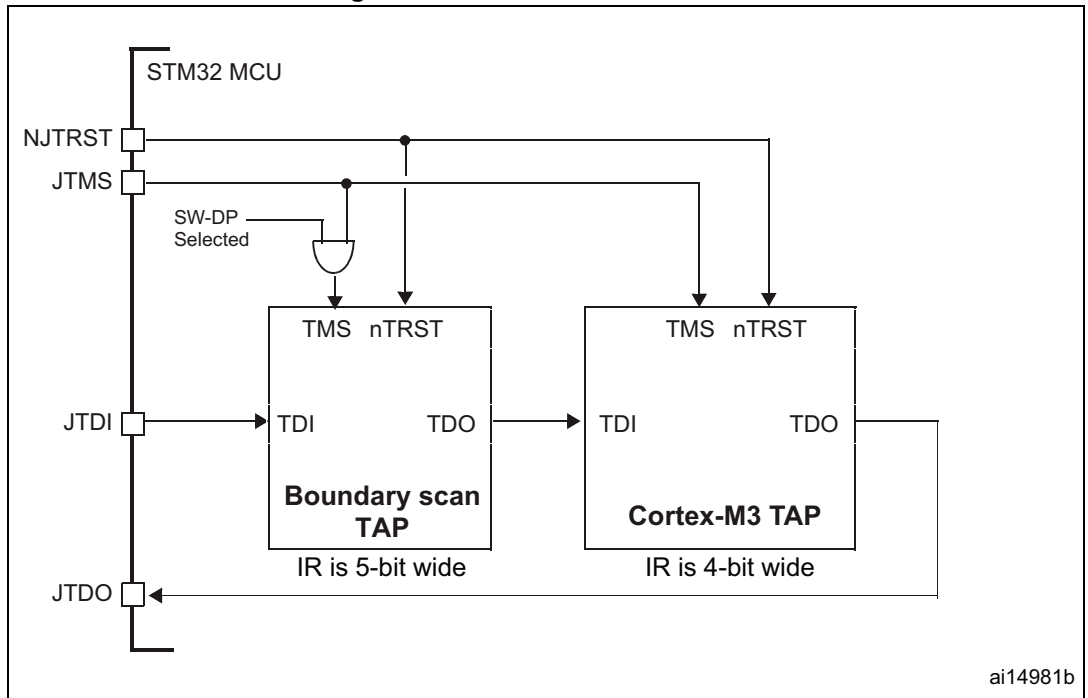 STM32 MCU
NJTRST
JTMS
SW-DP
Selected
TMS nTRST
TMS nTRST
JTDI
TDI
TDO
TDI
TDO
Boundary scan
TAP
Cortex-M3 TAP
IR is 5-bit wide
IR is 4-bit wide
JTDO
ai14981b